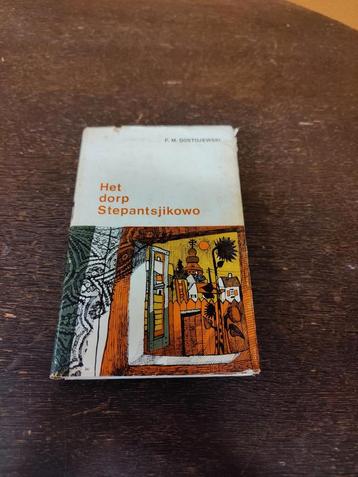 F. M. DOSTOJEWSKI
Het
dorp
Stepantsjikowo